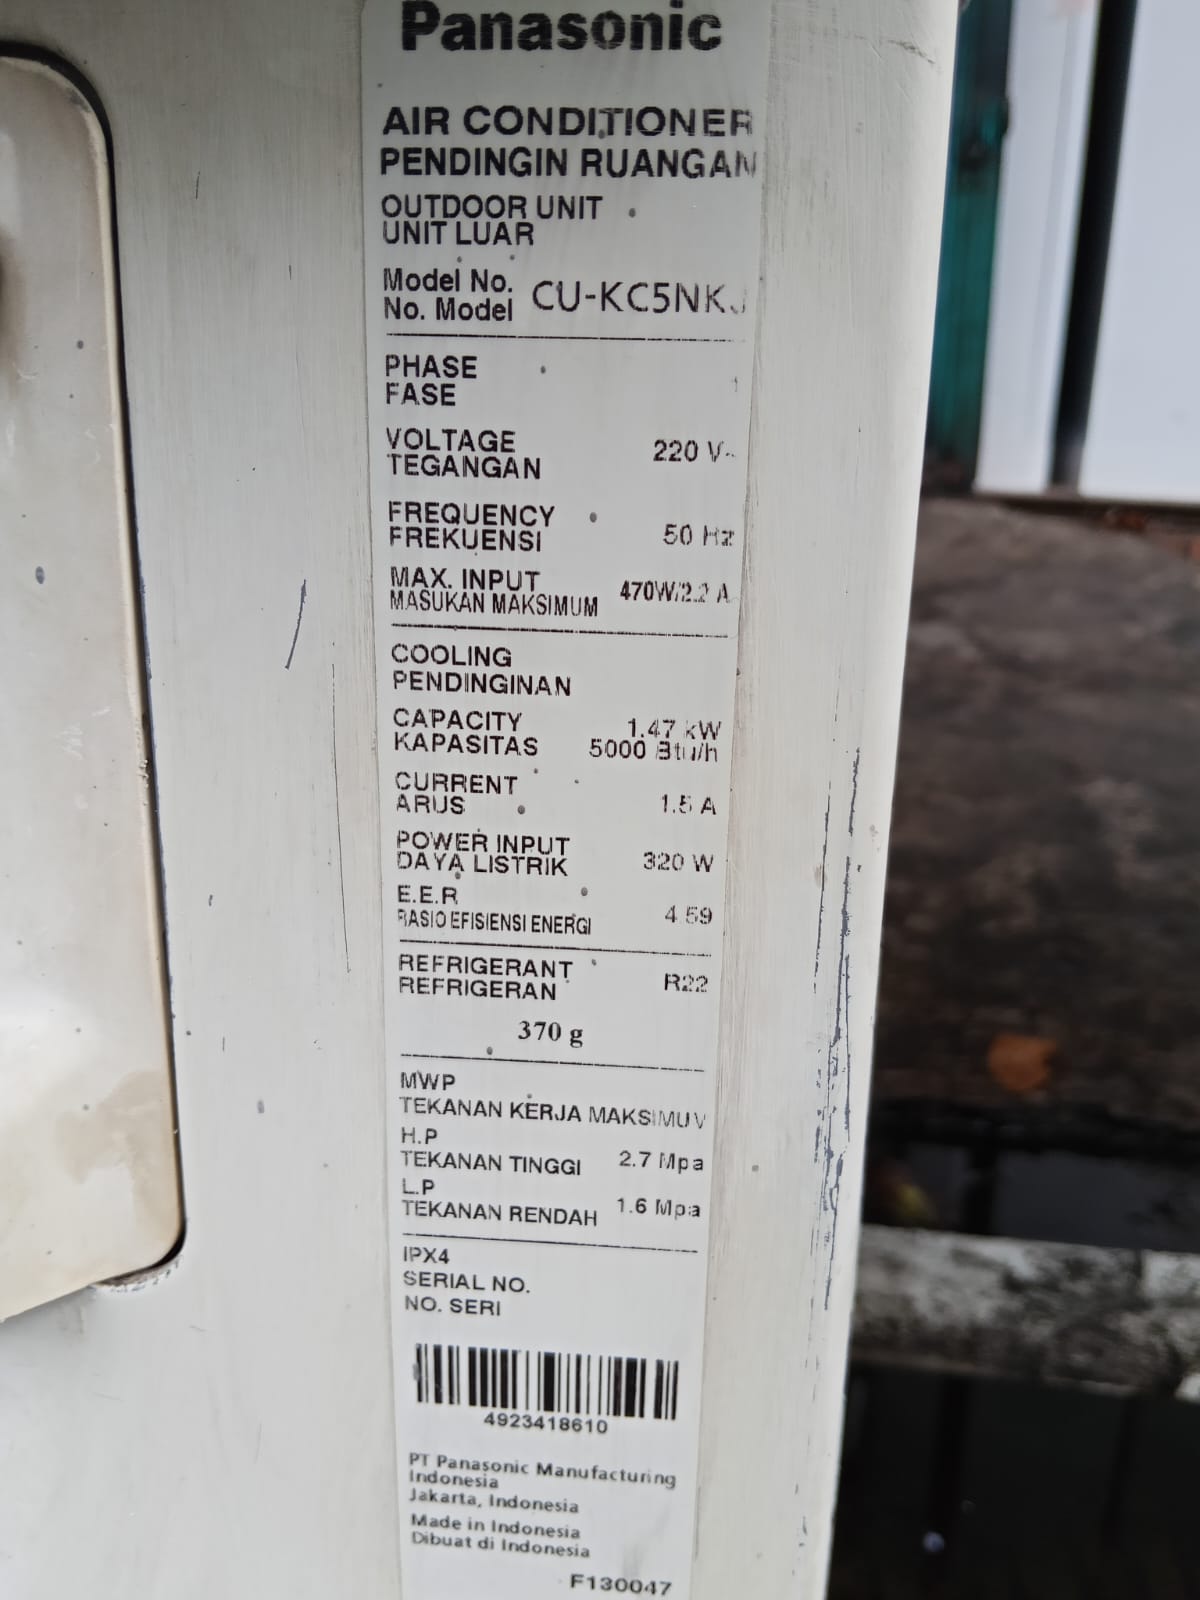 Panasonic
AIR CONDITIONER
PENDINGIN RUANGAN
OUTDOOR UNIT
UNIT LUAR
Model No.
No. Model CU-KC5NKJ
PHASE
FASE 1
VOLTAGE
TEGANGAN 220 V~
FREQUENCY
FREKUENSI 50 Hz
MAX. INPUT
MASUKAN MAKSIMUM 470W/2.2 A
COOLING
PENDINGINAN
CAPACITY 1.47 kW
KAPASITAS 5000 Btu/h
CURRENT
ARUS 1.5 A
POWER INPUT
DAYA LISTRIK 320 W
E.E.R
RASIO EFISIENSI ENERGI 4.59
REFRIGERANT
REFRIGERAN R22
370 g
MWP
TEKANAN KERJA MAKSIMUM
H.P
TEKANAN TINGGI 2.7 Mpa
L.P
TEKANAN RENDAH 1.6 Mpa
IPX4
SERIAL NO.
NO. SERI
4923418610
PT Panasonic Manufacturing
Indonesia
Jakarta, Indonesia
Made in Indonesia
Dibuat di Indonesia
F130047